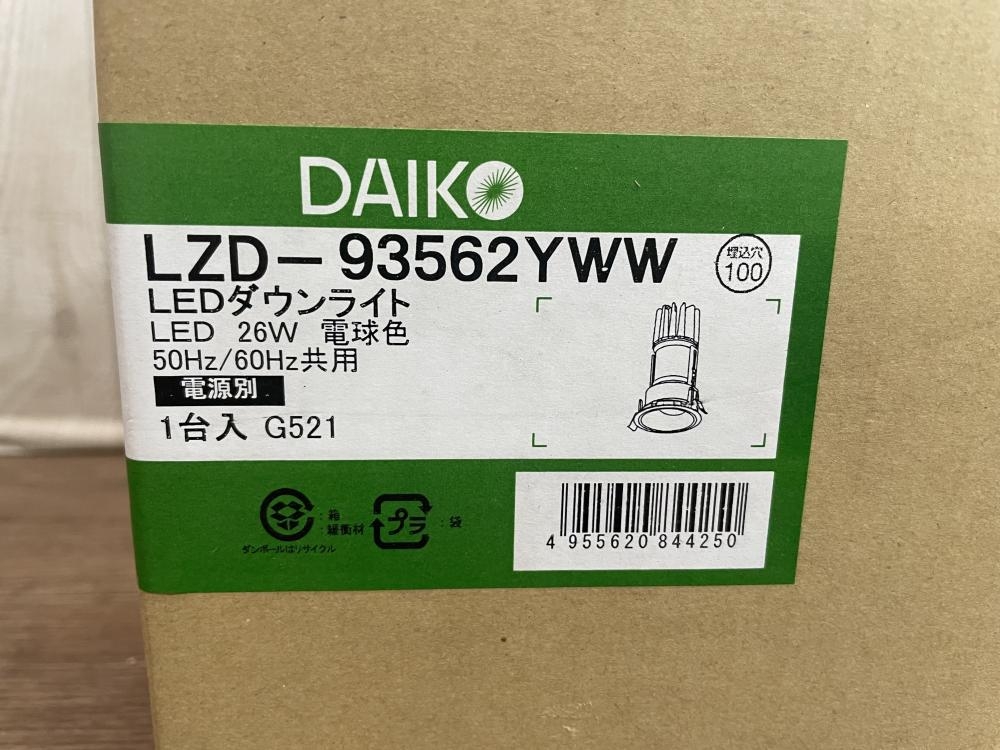 DAIKO
LZD-93562YWW
埋込穴
100
LEDダウンライト
LED 26W 電球色
50Hz/60Hz共用
電源別
1台入 G521
:箱
:緩衝材
ダンボールはリサイクル
プラ
:袋
4 955620 844250